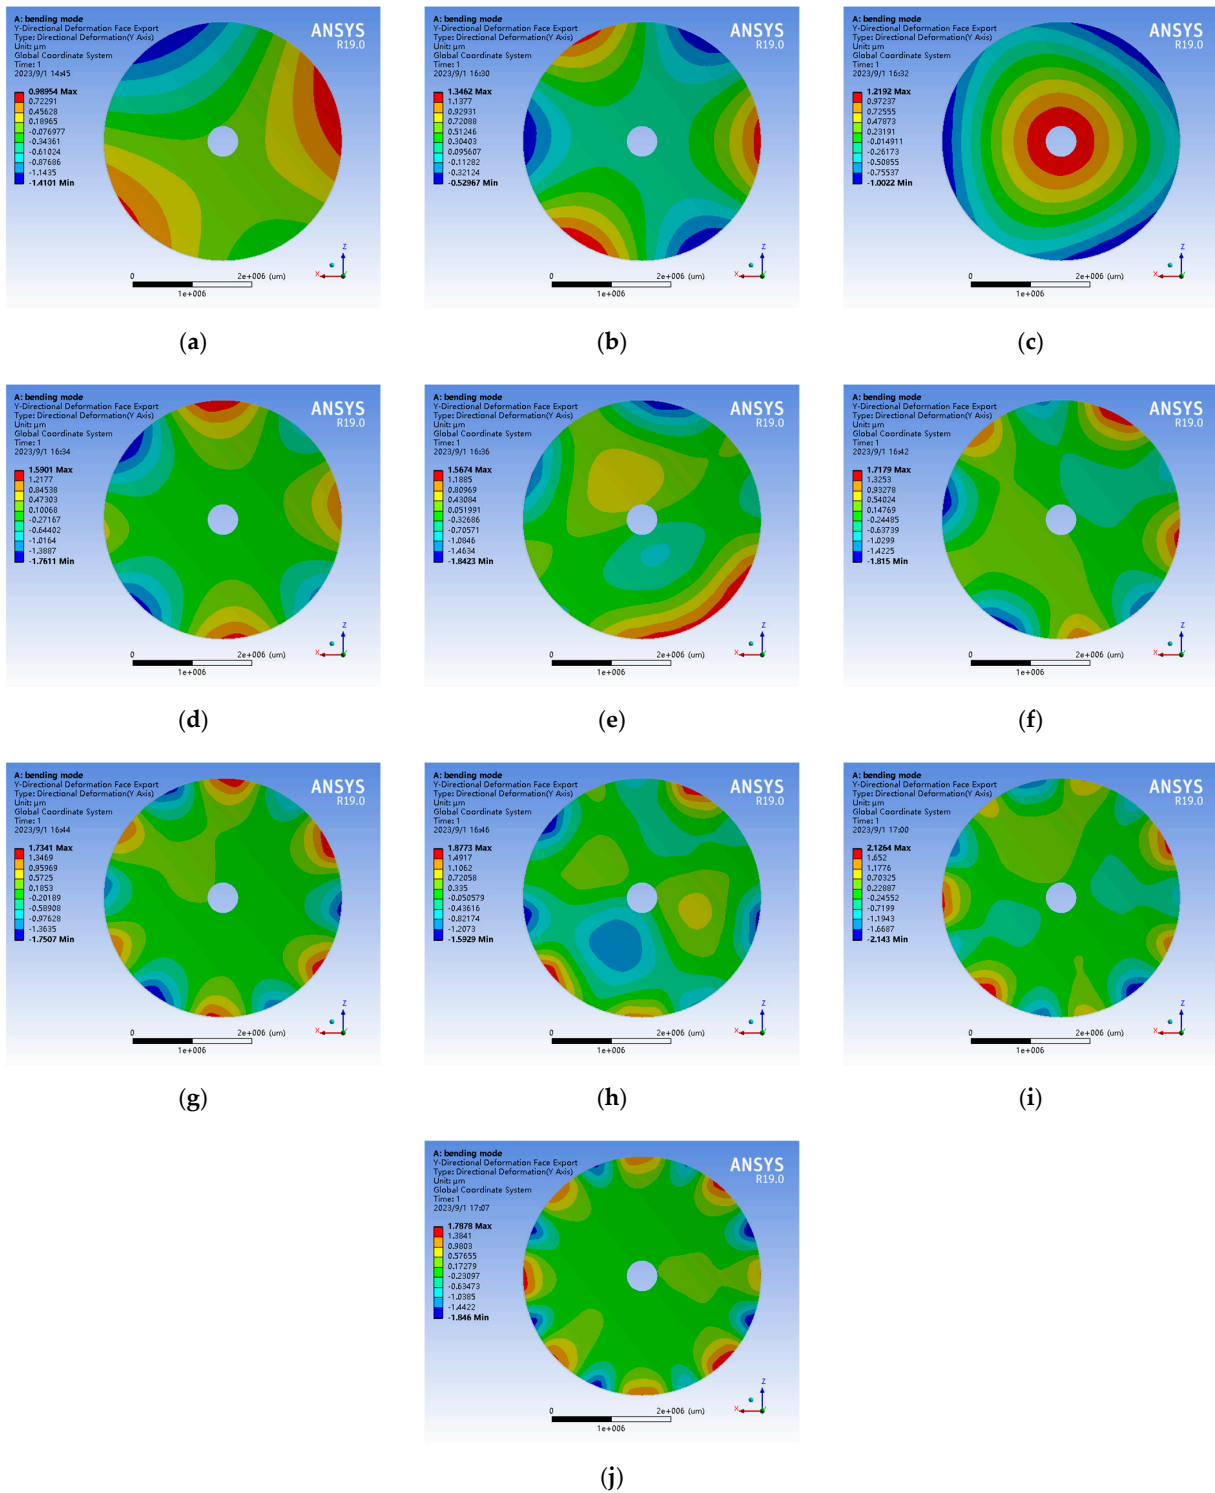 A: bending mode
Y-Directional Deformation Face Export
Type: Directional Deformation(Y Axis)
Unit: µm
Global Coordinate System
Time: 1
2023/9/1 14:45
ANSYS
R19.0
0.98954 Max
0.72291
0.45628
0.18965
-0.076977
-0.34361
-0.61024
-0.87686
-1.1435
-1.4101 Min
0 2e+006 (um)
1e+006
X Z Y
(a)
A: bending mode
Y-Directional Deformation Face Export
Type: Directional Deformation(Y Axis)
Unit: µm
Global Coordinate System
Time: 1
2023/9/1 16:30
ANSYS
R19.0
1.3462 Max
1.1377
0.92931
0.72088
0.51246
0.30403
0.095607
-0.11282
-0.32124
-0.52967 Min
0 2e+006 (um)
1e+006
X Z Y
(b)
A: bending mode
Y-Directional Deformation Face Export
Type: Directional Deformation(Y Axis)
Unit: µm
Global Coordinate System
Time: 1
2023/9/1 16:32
ANSYS
R19.0
1.2192 Max
0.97237
0.72555
0.47873
0.23191
-0.014911
-0.26173
-0.50855
-0.75537
-1.0022 Min
0 2e+006 (um)
1e+006
X Z Y
(c)
A: bending mode
Y-Directional Deformation Face Export
Type: Directional Deformation(Y Axis)
Unit: µm
Global Coordinate System
Time: 1
2023/9/1 16:34
ANSYS
R19.0
1.5901 Max
1.2177
0.84538
0.47303
0.10068
-0.27167
-0.64402
-1.0164
-1.3887
-1.7611 Min
0 2e+006 (um)
1e+006
X Z Y
(d)
A: bending mode
Y-Directional Deformation Face Export
Type: Directional Deformation(Y Axis)
Unit: µm
Global Coordinate System
Time: 1
2023/9/1 16:36
ANSYS
R19.0
1.5674 Max
1.1885
0.80969
0.43084
0.051991
-0.32686
-0.70571
-1.0846
-1.4634
-1.8423 Min
0 2e+006 (um)
1e+006
X Z Y
(e)
A: bending mode
Y-Directional Deformation Face Export
Type: Directional Deformation(Y Axis)
Unit: µm
Global Coordinate System
Time: 1
2023/9/1 16:42
ANSYS
R19.0
1.7179 Max
1.3253
0.93278
0.54024
0.14769
-0.24485
-0.63739
-1.0299
-1.4225
-1.815 Min
0 2e+006 (um)
1e+006
X Z Y
(f)
A: bending mode
Y-Directional Deformation Face Export
Type: Directional Deformation(Y Axis)
Unit: µm
Global Coordinate System
Time: 1
2023/9/1 16:44
ANSYS
R19.0
1.7341 Max
1.3469
0.95969
0.5725
0.1853
-0.20189
-0.58908
-0.97628
-1.3635
-1.7507 Min
0 2e+006 (um)
1e+006
X Z Y
(g)
A: bending mode
Y-Directional Deformation Face Export
Type: Directional Deformation(Y Axis)
Unit: µm
Global Coordinate System
Time: 1
2023/9/1 16:46
ANSYS
R19.0
1.8773 Max
1.4917
1.1062
0.72058
0.335
-0.050579
-0.43616
-0.82174
-1.2073
-1.5929 Min
0 2e+006 (um)
1e+006
X Z Y
(h)
A: bending mode
Y-Directional Deformation Face Export
Type: Directional Deformation(Y Axis)
Unit: µm
Global Coordinate System
Time: 1
2023/9/1 17:00
ANSYS
R19.0
2.1264 Max
1.652
1.1776
0.70325
0.22887
-0.24552
-0.7199
-1.1943
-1.6687
-2.143 Min
0 2e+006 (um)
1e+006
X Z Y
(i)
A: bending mode
Y-Directional Deformation Face Export
Type: Directional Deformation(Y Axis)
Unit: µm
Global Coordinate System
Time: 1
2023/9/1 17:07
ANSYS
R19.0
1.7878 Max
1.3841
0.9803
0.57655
0.17279
-0.23097
-0.63473
-1.0385
-1.4422
-1.846 Min
0 2e+006 (um)
1e+006
X Z Y
(j)